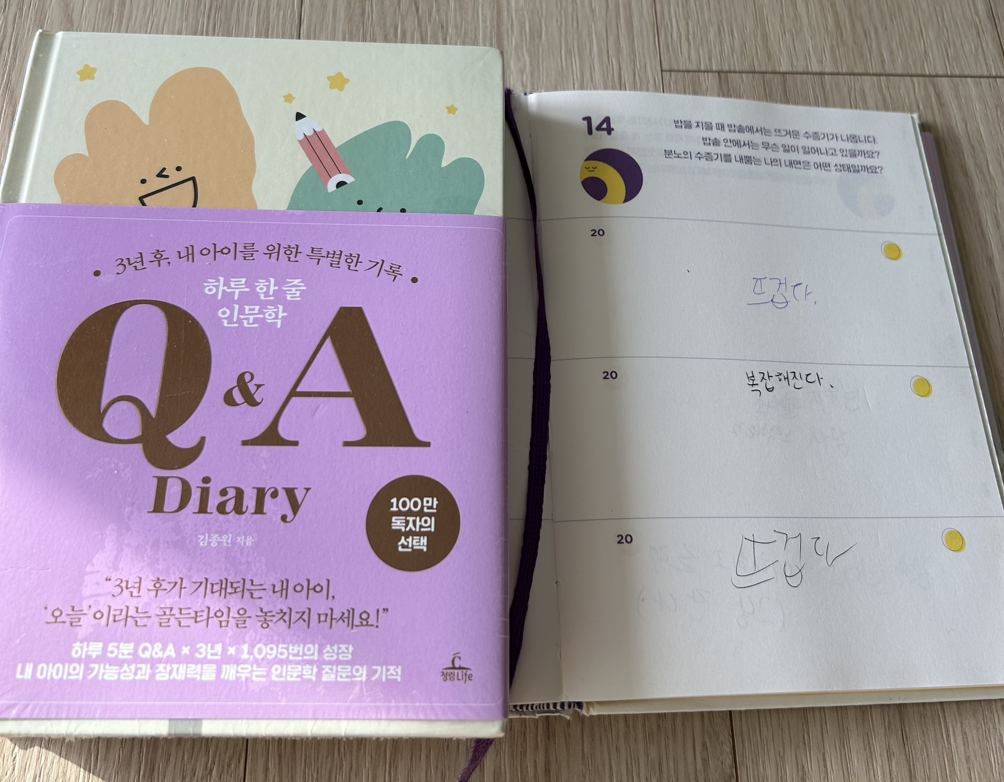 3년 후, 내 아이를 위한 특별한 기록
하루 한 줄
인문학
Q&A
Diary
100만
독자의
선택
김종원 지음
“3년 후가 기대되는 내 아이,
‘오늘’이라는 골든타임을 놓치지 마세요!”
하루 5분 Q&A × 3년 × 1,095번의 성장
내 아이의 가능성과 잠재력을 깨우는 인문학 질문의 기적
청림Life
14
밥을 지을 때 밥솥에서는 뜨거운 수증기가 나옵니다.
밥솥 안에서는 무슨 일이 일어나고 있을까요?
분노의 수증기를 내뿜는 나의 내면은 어떤 상태일까요?
20
뜨겁다.
20
복잡해진다.
20
뜨겁다